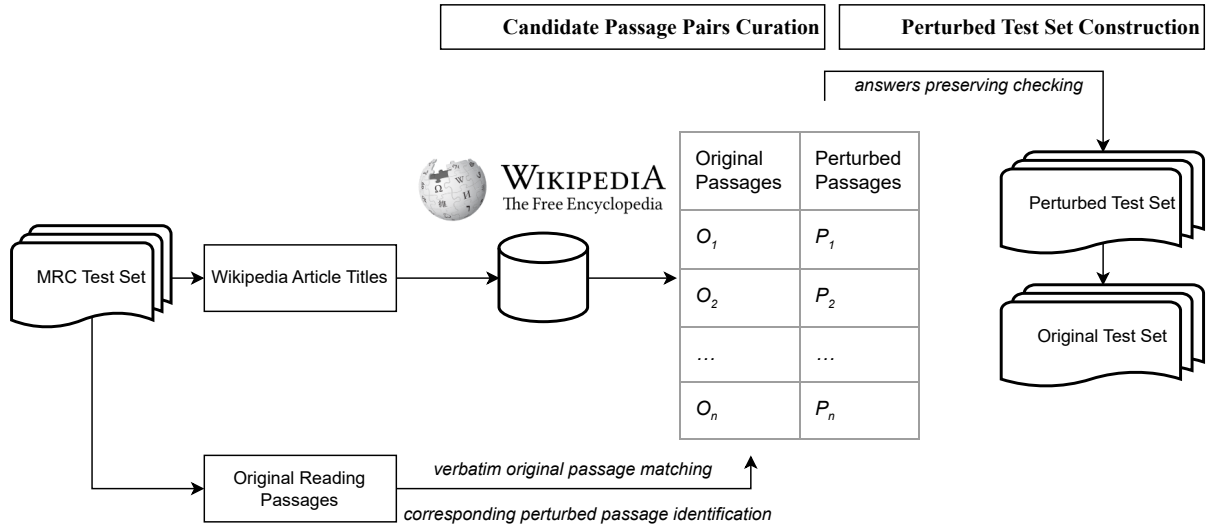 Candidate Passage Pairs Curation
Perturbed Test Set Construction
answers preserving checking
WIKIPEDIA
The Free Encyclopedia
Original
Passages
Perturbed
Passages
O1
P1
O2
P2
...
...
On
Pn
MRC Test Set
Wikipedia Article Titles
Perturbed Test Set
Original Test Set
Original Reading
Passages
verbatim original passage matching
corresponding perturbed passage identification